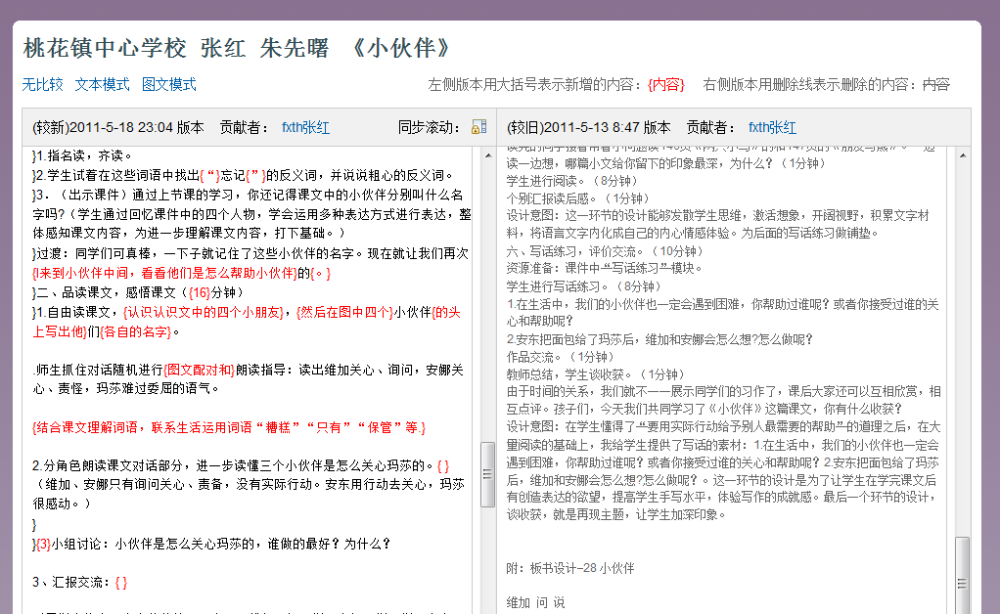 桃花镇中心学校 张红 朱先曙 《小伙伴》
无比较 文本模式 图文模式
左侧版本用大括号表示新增的内容：{内容} 右侧版本用删除线表示删除的内容：内容
(较新)2011-5-18 23:04 版本 贡献者： fxth张红 同步滚动：
}1.指名读，齐读。
}2.学生试着在这些词语中找出{“}忘记{”}的反义词，并说说粗心的反义词。
}3．（出示课件）通过上节课的学习，你还记得课文中的小伙伴分别叫什么名
字吗?（学生通过回忆课件中的四个人物，学会运用多种表达方式进行表达，整
体感知课文内容，为进一步理解课文内容，打下基础。）
}过渡：同学们可真棒，一下子就记住了这些小伙伴的名字。现在就让我们再次
{l来到小伙伴中间，看看他们是怎么帮助小伙伴}的{。}
}二、品读课文，感悟课文（{16}分钟）
}1.自由读课文，{认识认识文中的四个小朋友}，{然后在图中四个}小伙伴{的头
上写出他}们{各自的名字}。
.师生抓住对话随机进行{图文配对和}朗读指导：读出维加关心、询问，安娜关
心、责怪，玛莎难过委屈的语气。
{结合课文理解词语，联系生活运用词语“糟糕”“只有”“保管”等.}
2.分角色朗读课文对话部分，进一步读懂三个小伙伴是怎么关心玛莎的。{ }
（维加、安娜只有询问关心、责备，没有实际行动。安东用行动去关心，玛莎
很感动。）
}
}{3}小组讨论：小伙伴是怎么关心玛莎的，谁做的最好？为什么？
3、汇报交流：{ }
(较旧)2011-5-13 8:47 版本 贡献者： fxth张红
读一边想，哪篇小文给你留下的印象最深，为什么？（1分钟）
学生进行阅读。（8分钟）
个别汇报读后感。（1分钟）
设计意图：这一环节的设计能够发散学生思维，激活想象，开阔视野，积累文字材
料，将语言文字内化成自己的内心情感体验。为后面的写话练习做铺垫。
六、写话练习，评价交流。（10分钟）
资源准备：课件中“写话练习”模块。
学生进行写话练习。（8分钟）
1.在生活中，我们的小伙伴也一定会遇到困难，你帮助过谁呢？或者你接受过谁的关
心和帮助呢？
2.安东把面包给了玛莎后，维加和安娜会怎么想?怎么做呢？
作品交流。（1分钟）
教师总结，学生谈收获。（1分钟）
由于时间的关系，我们就不一一展示同学们的习作了，课后大家还可以互相欣赏，相
互点评。孩子们，今天我们共同学习了《小伙伴》这篇课文，你有什么收获？
设计意图：在学生懂得了“要用实际行动给予别人最需要的帮助”的道理之后，在大
量阅读的基础上，我给学生提供了写话的素材：1.在生活中，我们的小伙伴也一定会
遇到困难，你帮助过谁呢？或者你接受过谁的关心和帮助呢？2.安东把面包给了玛莎
后，维加和安娜会怎么想?怎么做呢？。这一环节的设计是为了让学生在学完课文后
有创造表达的欲望，提高学生手写水平，体验写作的成就感。最后一个环节的设计，
谈收获，就是再现主题，让学生加深印象。
附：板书设计–28 小伙伴
维加 问 说